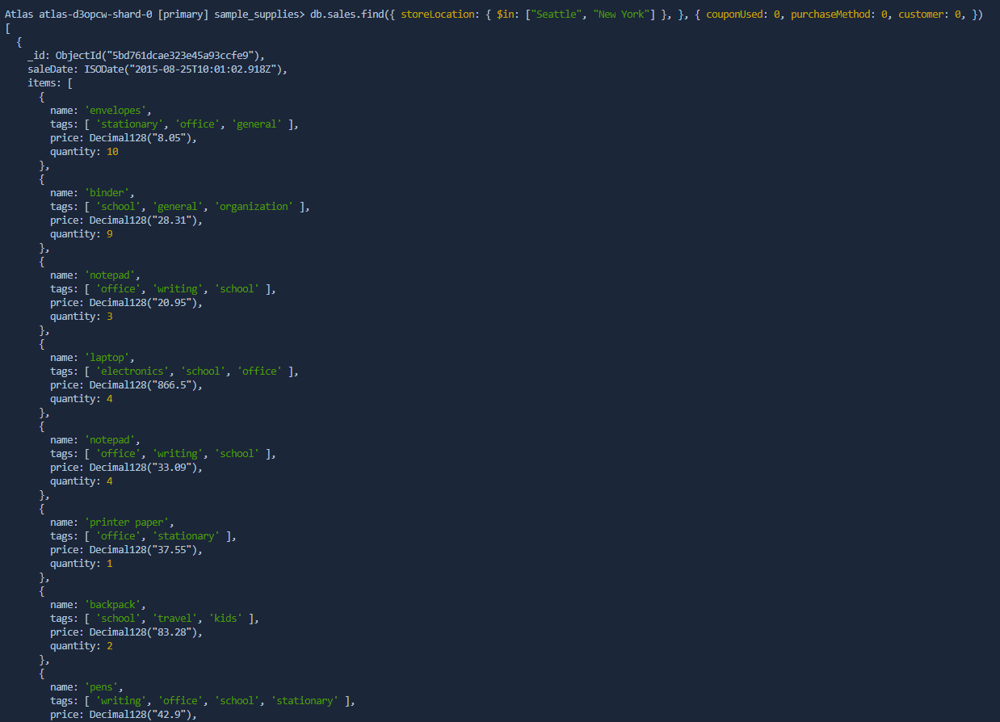 Atlas atlas-d3opcw-shard-0 [primary] sample_supplies> db.sales.find({ storeLocation: { $in: ["Seattle", "New York"] }, }, { couponUsed: 0, purchaseMethod: 0, customer: 0, })
[
  {
    _id: ObjectId("5bd761dcae323e45a93ccfe9"),
    saleDate: ISODate("2015-08-25T10:01:02.918Z"),
    items: [
      {
        name: 'envelopes',
        tags: [ 'stationary', 'office', 'general' ],
        price: Decimal128("8.05"),
        quantity: 10
      },
      {
        name: 'binder',
        tags: [ 'school', 'general', 'organization' ],
        price: Decimal128("28.31"),
        quantity: 9
      },
      {
        name: 'notepad',
        tags: [ 'office', 'writing', 'school' ],
        price: Decimal128("20.95"),
        quantity: 3
      },
      {
        name: 'laptop',
        tags: [ 'electronics', 'school', 'office' ],
        price: Decimal128("866.5"),
        quantity: 4
      },
      {
        name: 'notepad',
        tags: [ 'office', 'writing', 'school' ],
        price: Decimal128("33.09"),
        quantity: 4
      },
      {
        name: 'printer paper',
        tags: [ 'office', 'stationary' ],
        price: Decimal128("37.55"),
        quantity: 1
      },
      {
        name: 'backpack',
        tags: [ 'school', 'travel', 'kids' ],
        price: Decimal128("83.28"),
        quantity: 2
      },
      {
        name: 'pens',
        tags: [ 'writing', 'office', 'school', 'stationary' ],
        price: Decimal128("42.9"),